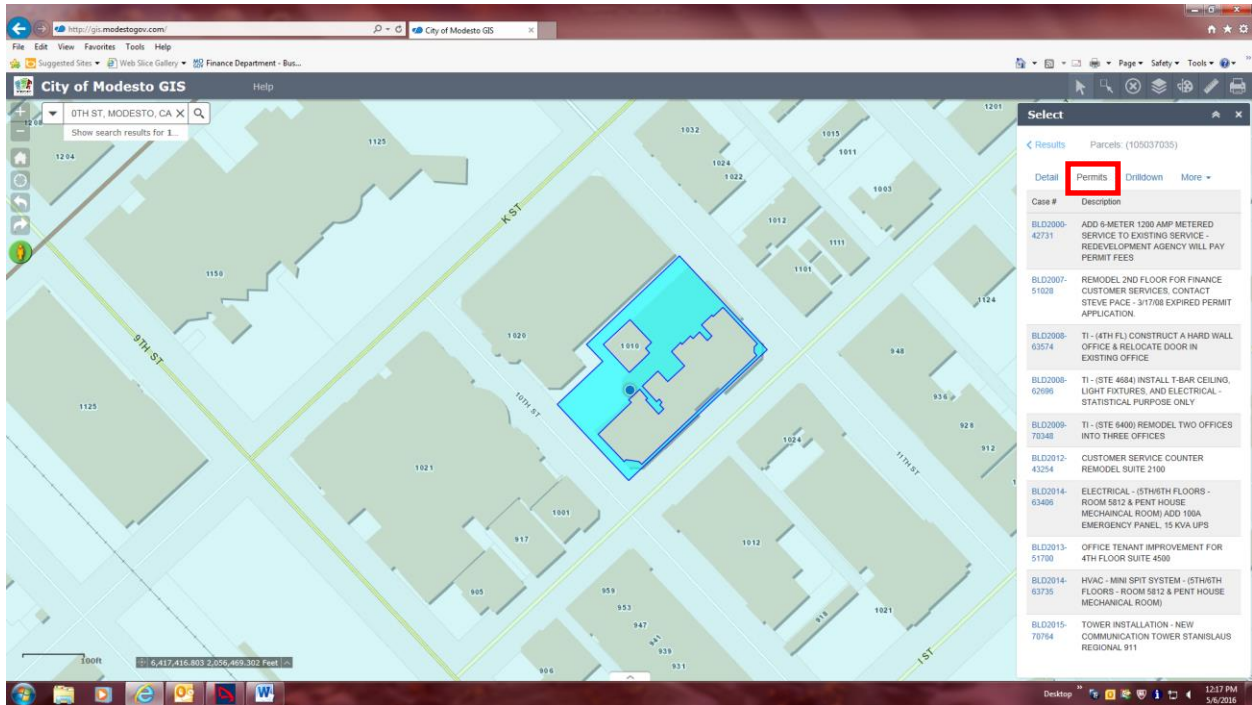 http://gis.modestogov.com/
City of Modesto GIS
File Edit View Favorites Tools Help
Suggested Sites Web Slice Gallery Finance Department - Bus...
Page Safety Tools
City of Modesto GIS
Help
0TH ST, MODESTO, CA
Show search results for 1...
1204
1125
1032
1024
1022
1015
1011
1201
1003
1012
1111
1101
1124
K ST
1150
9TH ST
1020
1010
10TH ST
948
936
928
912
1125
1021
1024
11TH ST
1001
917
1012
905
959
953
947
941
939
931
906
919
1021
I ST
100ft
6,417,416.803 2,056,469.302 Feet
Select
Results
Parcels: (105037035)
Detail Permits Drilldown More
Case # Description
BLD2000-42731 ADD 6-METER 1200 AMP METERED
SERVICE TO EXISTING SERVICE -
REDEVELOPMENT AGENCY WILL PAY
PERMIT FEES
BLD2007-51028 REMODEL 2ND FLOOR FOR FINANCE
CUSTOMER SERVICES, CONTACT
STEVE PACE - 3/17/08 EXPIRED PERMIT
APPLICATION.
BLD2008-63574 TI - (4TH FL) CONSTRUCT A HARD WALL
OFFICE & RELOCATE DOOR IN
EXISTING OFFICE
BLD2008-62696 TI - (STE 4684) INSTALL T-BAR CEILING,
LIGHT FIXTURES, AND ELECTRICAL -
STATISTICAL PURPOSE ONLY
BLD2009-70348 TI - (STE 6400) REMODEL TWO OFFICES
INTO THREE OFFICES
BLD2012-43254 CUSTOMER SERVICE COUNTER
REMODEL SUITE 2100
BLD2014-63406 ELECTRICAL - (5TH/6TH FLOORS -
ROOM 5812 & PENT HOUSE
MECHAINCAL ROOM) ADD 100A
EMERGENCY PANEL, 15 KVA UPS
BLD2013-51700 OFFICE TENANT IMPROVEMENT FOR
4TH FLOOR SUITE 4500
BLD2014-63735 HVAC - MINI SPIT SYSTEM - (5TH/6TH
FLOORS - ROOM 5812 & PENT HOUSE
MECHANICAL ROOM)
BLD2015-70764 TOWER INSTALLATION - NEW
COMMUNICATION TOWER STANISLAUS
REGIONAL 911
Desktop
12:17 PM
5/6/2016